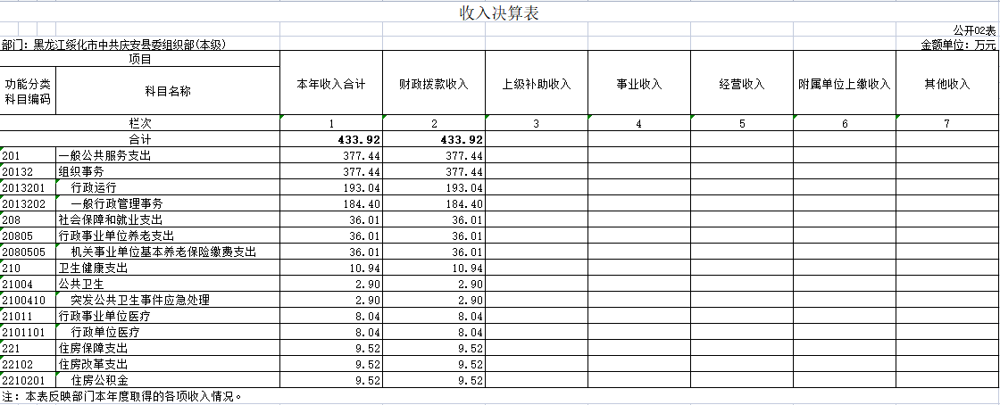 收入决算表
公开02表
部门：黑龙江绥化市中共庆安县委组织部(本级) 金额单位：万元
项目
功能分类科目编码 科目名称 本年收入合计 财政拨款收入 上级补助收入 事业收入 经营收入 附属单位上缴收入 其他收入
栏次 1 2 3 4 5 6 7
合计 433.92 433.92
201 一般公共服务支出 377.44 377.44
20132 组织事务 377.44 377.44
2013201 行政运行 193.04 193.04
2013202 一般行政管理事务 184.40 184.40
208 社会保障和就业支出 36.01 36.01
20805 行政事业单位养老支出 36.01 36.01
2080505 机关事业单位基本养老保险缴费支出 36.01 36.01
210 卫生健康支出 10.94 10.94
21004 公共卫生 2.90 2.90
2100410 突发公共卫生事件应急处理 2.90 2.90
21011 行政事业单位医疗 8.04 8.04
2101101 行政单位医疗 8.04 8.04
221 住房保障支出 9.52 9.52
22102 住房改革支出 9.52 9.52
2210201 住房公积金 9.52 9.52
注：本表反映部门本年度取得的各项收入情况。